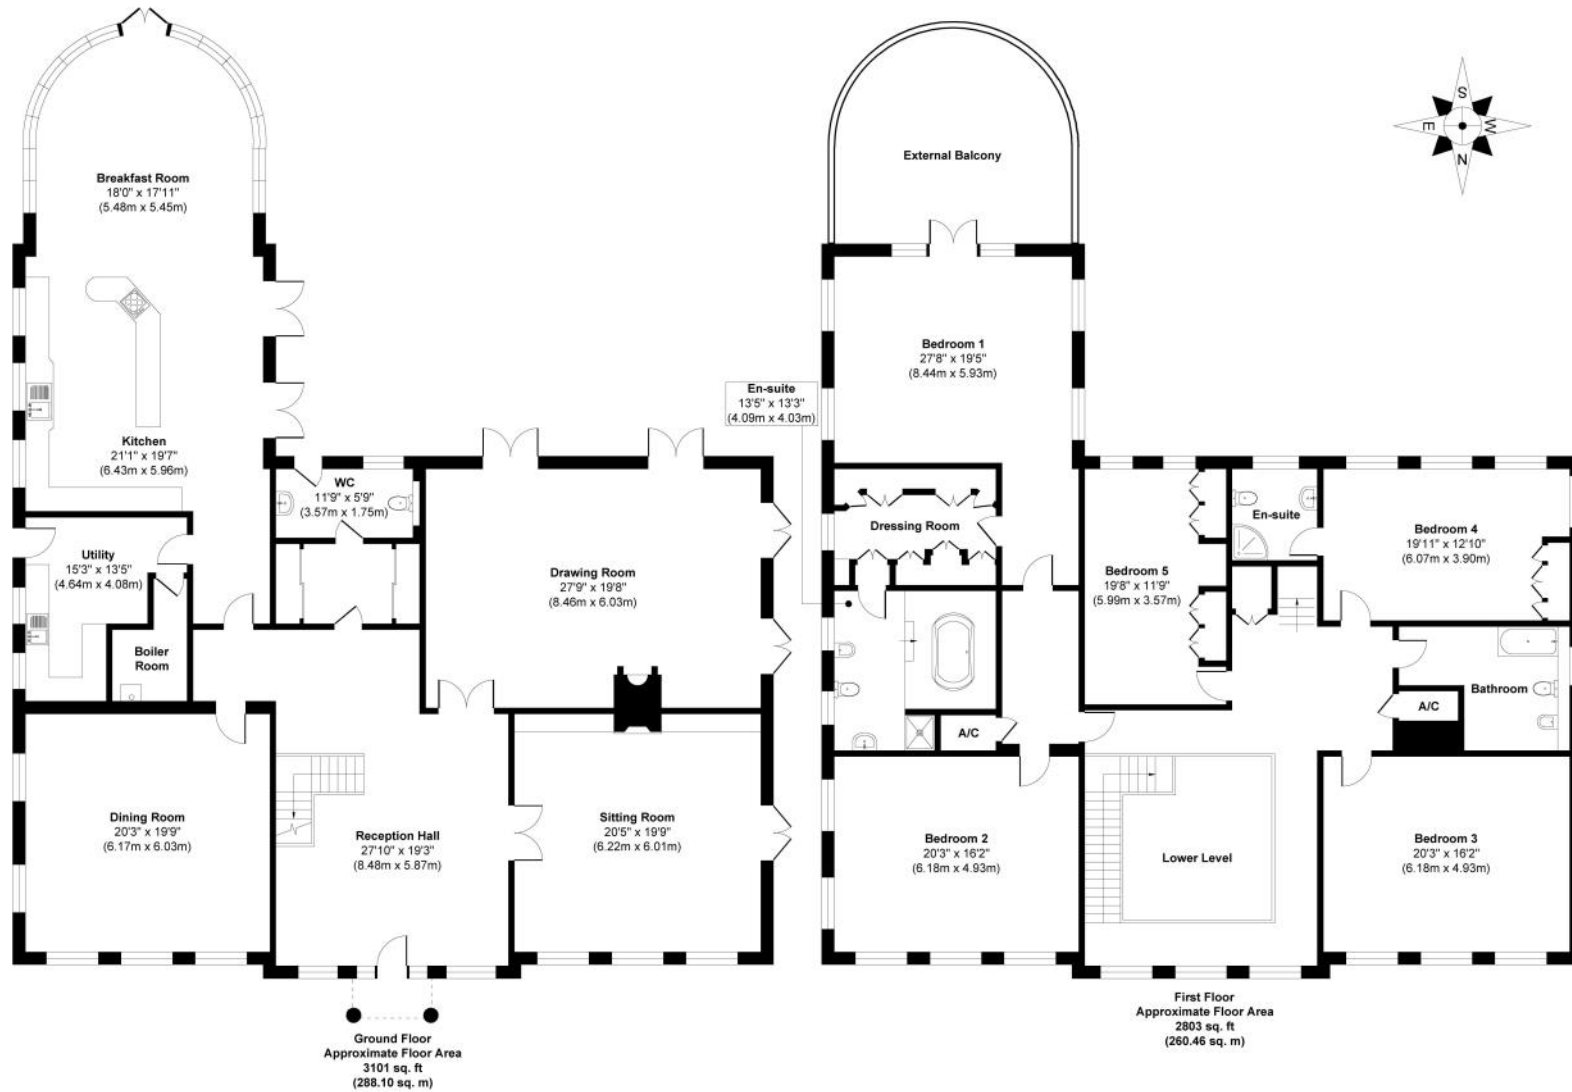 Breakfast Room
18'0" x 17'11"
(5.48m x 5.45m)
Kitchen
21'1" x 19'7"
(6.43m x 5.96m)
WC
11'9" x 5'9"
(3.57m x 1.75m)
Utility
15'3" x 13'5"
(4.64m x 4.08m)
Boiler
Room
Drawing Room
27'9" x 19'8"
(8.46m x 6.03m)
Dining Room
20'3" x 19'9"
(6.17m x 6.03m)
Reception Hall
27'10" x 19'3"
(8.48m x 5.87m)
Sitting Room
20'5" x 19'9"
(6.22m x 6.01m)
Ground Floor
Approximate Floor Area
3101 sq. ft
(288.10 sq. m)
External Balcony
Bedroom 1
27'8" x 19'5"
(8.44m x 5.93m)
En-suite
13'5" x 13'3"
(4.09m x 4.03m)
Dressing Room
Bedroom 5
19'8" x 11'9"
(5.99m x 3.57m)
En-suite
Bedroom 4
19'11" x 12'10"
(6.07m x 3.90m)
Bathroom
A/C
A/C
Bedroom 2
20'3" x 16'2"
(6.18m x 4.93m)
Lower Level
Bedroom 3
20'3" x 16'2"
(6.18m x 4.93m)
First Floor
Approximate Floor Area
2803 sq. ft
(260.46 sq. m)
S
E
W
N